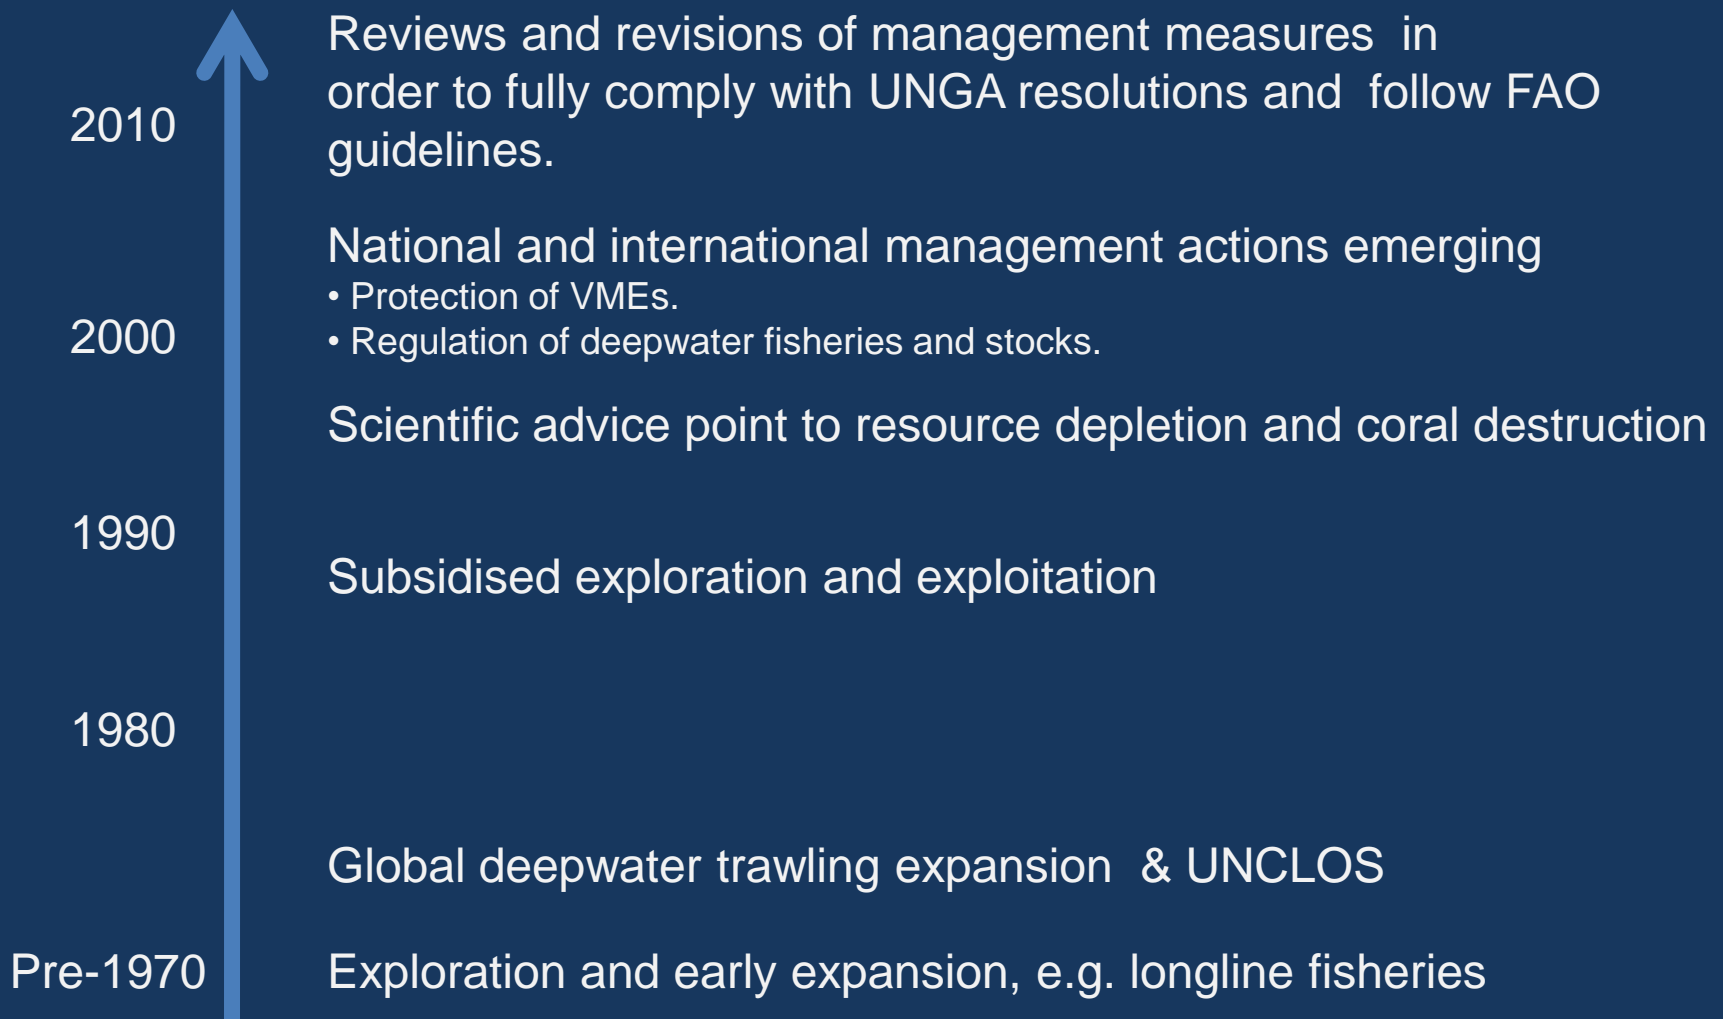 Reviews and revisions of management measures in
order to fully comply with UNGA resolutions and follow FAO
2010
guidelines.
National and international management actions emerging
• Protection of VMEs.
2000
• Regulation of deepwater fisheries and stocks.
Scientific advice point to resource depletion and coral destruction
1990
Subsidised exploration and exploitation
1980
Global deepwater trawling expansion & UNCLOS
Pre-1970
Exploration and early expansion, e.g. longline fisheries